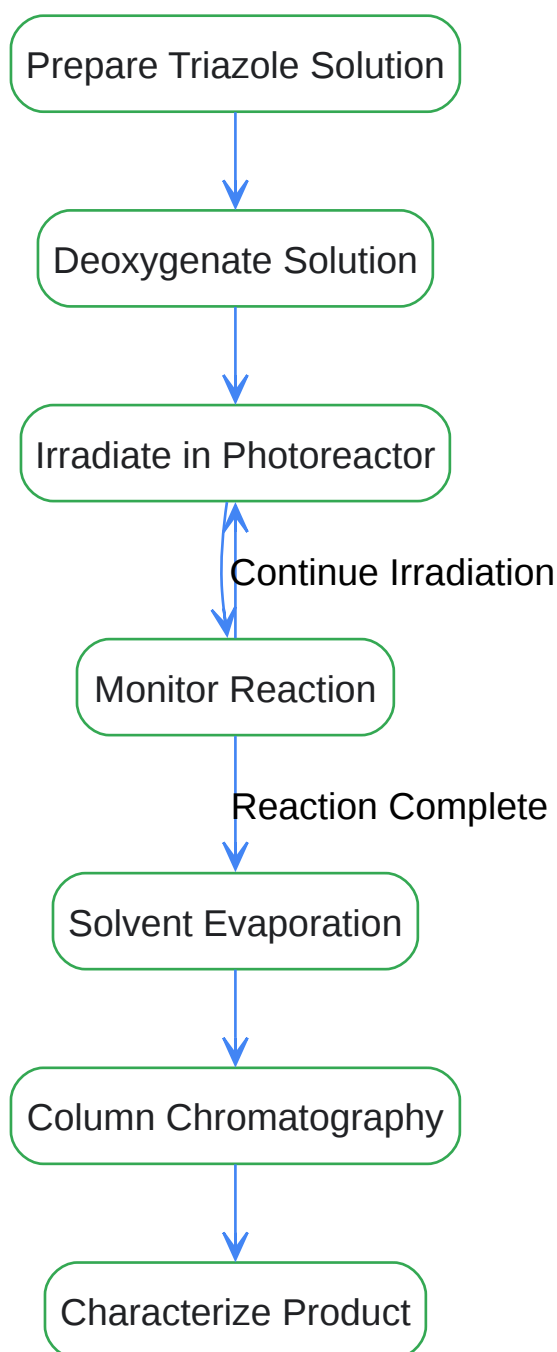 Prepare Triazole Solution
Deoxygenate Solution
Irradiate in Photoreactor
Continue Irradiation
Monitor Reaction
Reaction Complete
Solvent Evaporation
Column Chromatography
Characterize Product